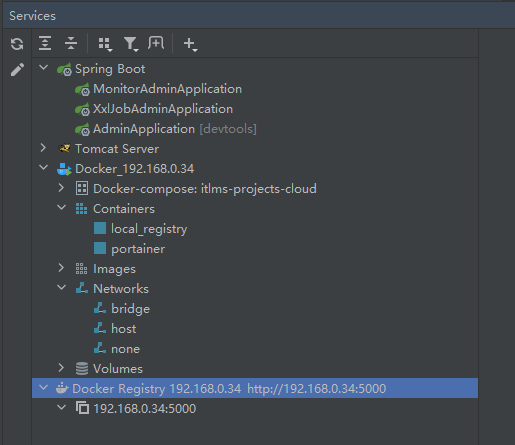 Services
Spring Boot
MonitorAdminApplication
XxlJobAdminApplication
AdminApplication [devtools]
Tomcat Server
Docker_192.168.0.34
Docker-compose: itlms-projects-cloud
Containers
local_registry
portainer
Images
Networks
bridge
host
none
Volumes
Docker Registry 192.168.0.34 http://192.168.0.34:5000
192.168.0.34:5000